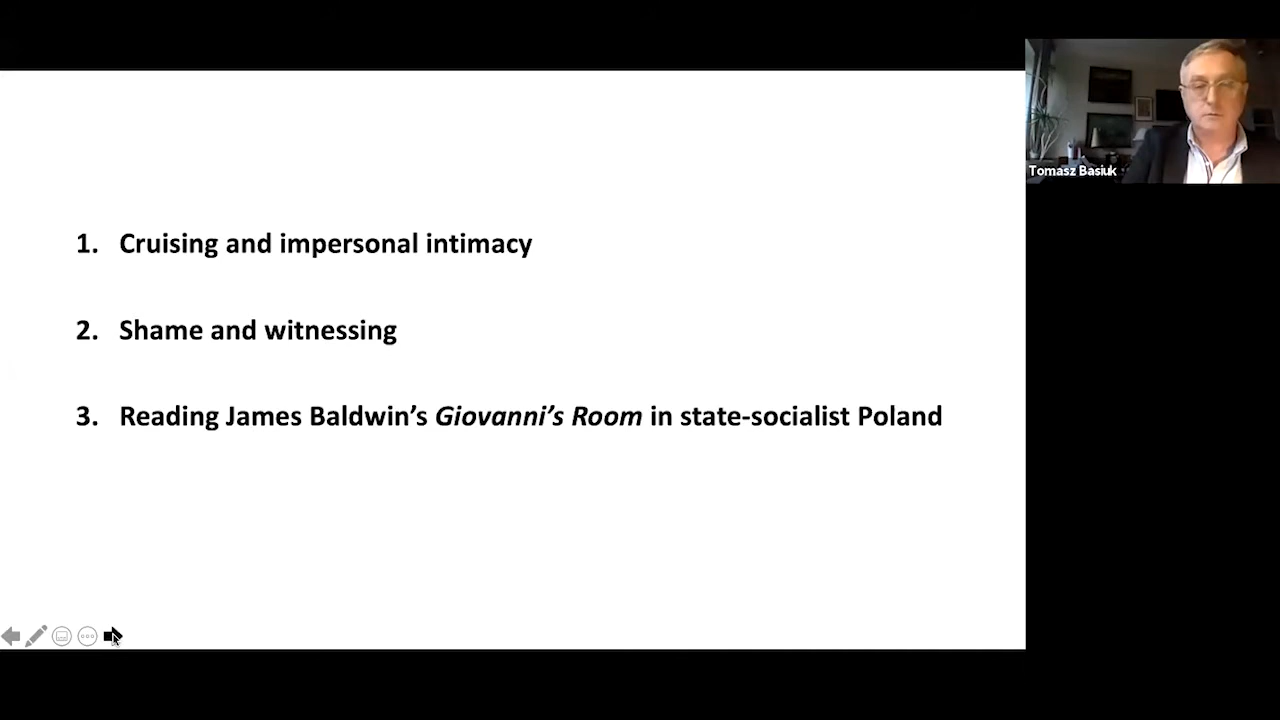 1. Cruising and impersonal intimacy
2. Shame and witnessing
3. Reading James Baldwin’s Giovanni’s Room in state-socialist Poland
Tomasz Basiuk